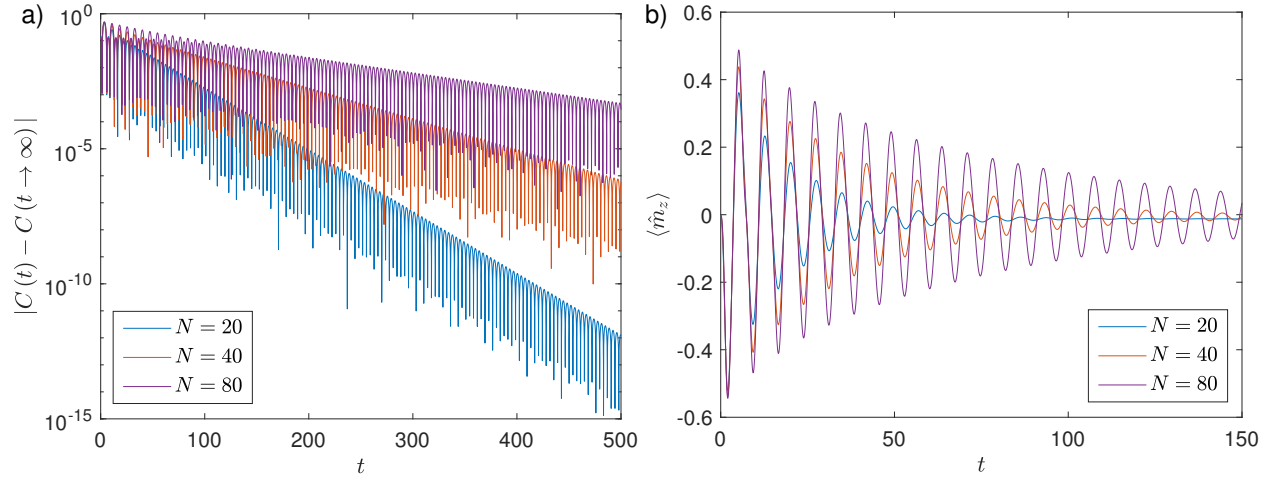 a)
10^0
10^-5
10^-10
10^-15
|C(t) − C(t → ∞)|
0 100 200 300 400 500
t
N = 20
N = 40
N = 80
b)
0.6
0.4
0.2
0
-0.2
-0.4
-0.6
⟨m̂_z⟩
0 50 100 150
t
N = 20
N = 40
N = 80